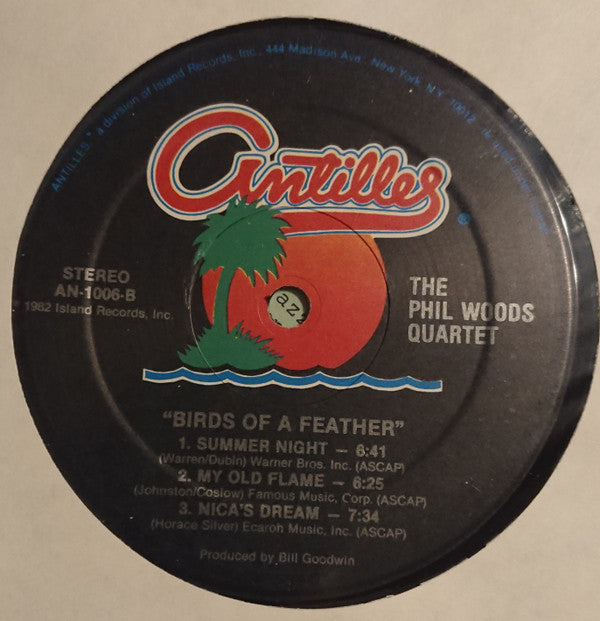 ANTILLES, a division of Island Records, Inc., 444 Madison Ave., New York, N.Y. 10022
Antilles
®
STEREO
AN-1006-B
1982 Island Records, Inc.
THE
PHIL WOODS
QUARTET
"BIRDS OF A FEATHER"
1. SUMMER NIGHT – 6:41
(Warren/Dubin) Warner Bros. Inc. (ASCAP)
2. MY OLD FLAME – 6:25
(Johnston/Coslow) Famous Music, Corp. (ASCAP)
3. NICA'S DREAM – 7:34
(Horace Silver) Ecaroh Music, Inc. (ASCAP)
Produced by Bill Goodwin